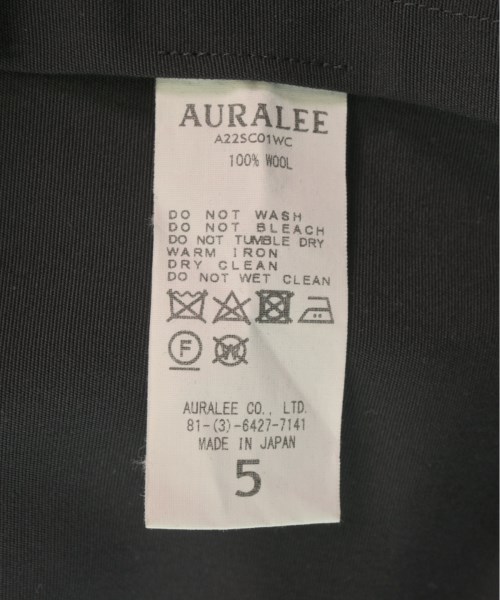 AURALEE
A22SC01WC
100% WOOL
DO NOT WASH
DO NOT BLEACH
DO NOT TUMBLE DRY
WARM IRON
DRY CLEAN
DO NOT WET CLEAN
F W
AURALEE CO., LTD.
81-(3)-6427-7141
MADE IN JAPAN
5